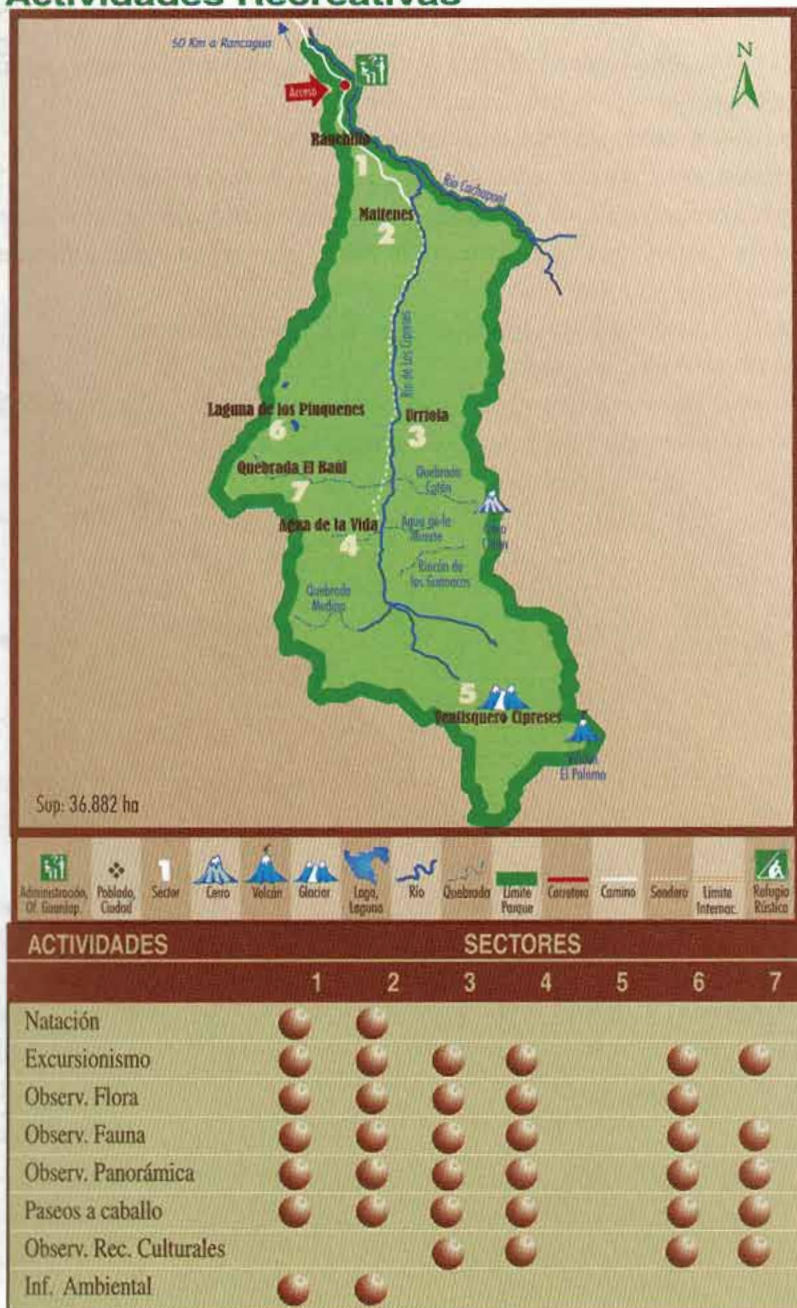 Actividades Recreativas
50 Km a Rancagua
N
Acceso
Ranchillo
1
Río Cachapoal
Maitenes
2
Río de Los Cipreses
Laguna de los Piuquenes
6
Urriola
3
Quebrada El Baúl
7
Quebrada
Cotón
Agua de la Vida
4
Agua de la
Muerte
Cerro
Cotón
Rincón de
los Guanacos
Quebrada
Medina
5
Ventisquero Cipreses
Volcán
El Palomo
Sup: 36.882 ha
Administración, Of. Guardap.
Poblado, Ciudad
1 Sector
Cerro
Volcán
Glaciar
Lago, Laguna
Río
Quebrada
Límite Parque
Carretera
Camino
Sendero
Límite Internac.
Refugio Rústico
ACTIVIDADES SECTORES
1 2 3 4 5 6 7
Natación
Excursionismo
Observ. Flora
Observ. Fauna
Observ. Panorámica
Paseos a caballo
Observ. Rec. Culturales
Inf. Ambiental